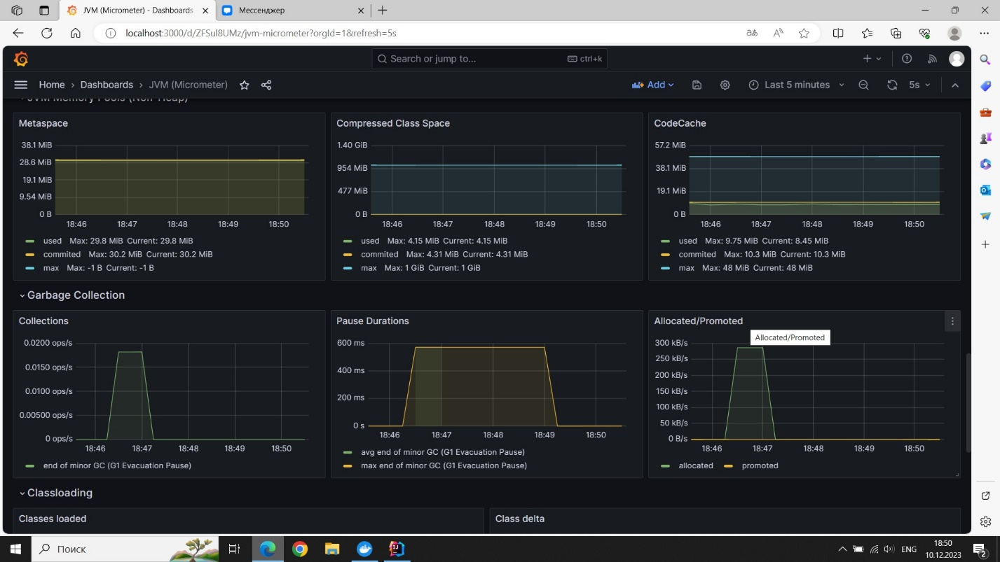 JVM (Micrometer) - Dashboards
Мессенджер
localhost:3000/d/ZFSul8UMz/jvm-micrometer?orgId=1&refresh=5s
Search or jump to...
ctrl+k
Home > Dashboards > JVM (Micrometer)
Add
Last 5 minutes
5s
JVM Memory Pools (Non-Heap)
Metaspace
38.1 MiB
28.6 MiB
19.1 MiB
9.54 MiB
0 B
18:46 18:47 18:48 18:49 18:50
used Max: 29.8 MiB Current: 29.8 MiB
commited Max: 30.2 MiB Current: 30.2 MiB
max Max: -1 B Current: -1 B
Compressed Class Space
1.40 GiB
954 MiB
477 MiB
0 B
18:46 18:47 18:48 18:49 18:50
used Max: 4.15 MiB Current: 4.15 MiB
commited Max: 4.31 MiB Current: 4.31 MiB
max Max: 1 GiB Current: 1 GiB
CodeCache
57.2 MiB
38.1 MiB
19.1 MiB
0 B
18:46 18:47 18:48 18:49 18:50
used Max: 9.75 MiB Current: 8.45 MiB
commited Max: 10.3 MiB Current: 10.3 MiB
max Max: 48 MiB Current: 48 MiB
Garbage Collection
Collections
0.0200 ops/s
0.0150 ops/s
0.0100 ops/s
0.00500 ops/s
0 ops/s
18:46 18:47 18:48 18:49 18:50
end of minor GC (G1 Evacuation Pause)
Pause Durations
600 ms
400 ms
200 ms
0 s
18:46 18:47 18:48 18:49 18:50
avg end of minor GC (G1 Evacuation Pause)
max end of minor GC (G1 Evacuation Pause)
Allocated/Promoted
Allocated/Promoted
300 kB/s
250 kB/s
200 kB/s
150 kB/s
100 kB/s
50 kB/s
0 B/s
18:46 18:47 18:48 18:49 18:50
allocated promoted
Classloading
Classes loaded
Class delta
Поиск
ENG
18:50
10.12.2023
2